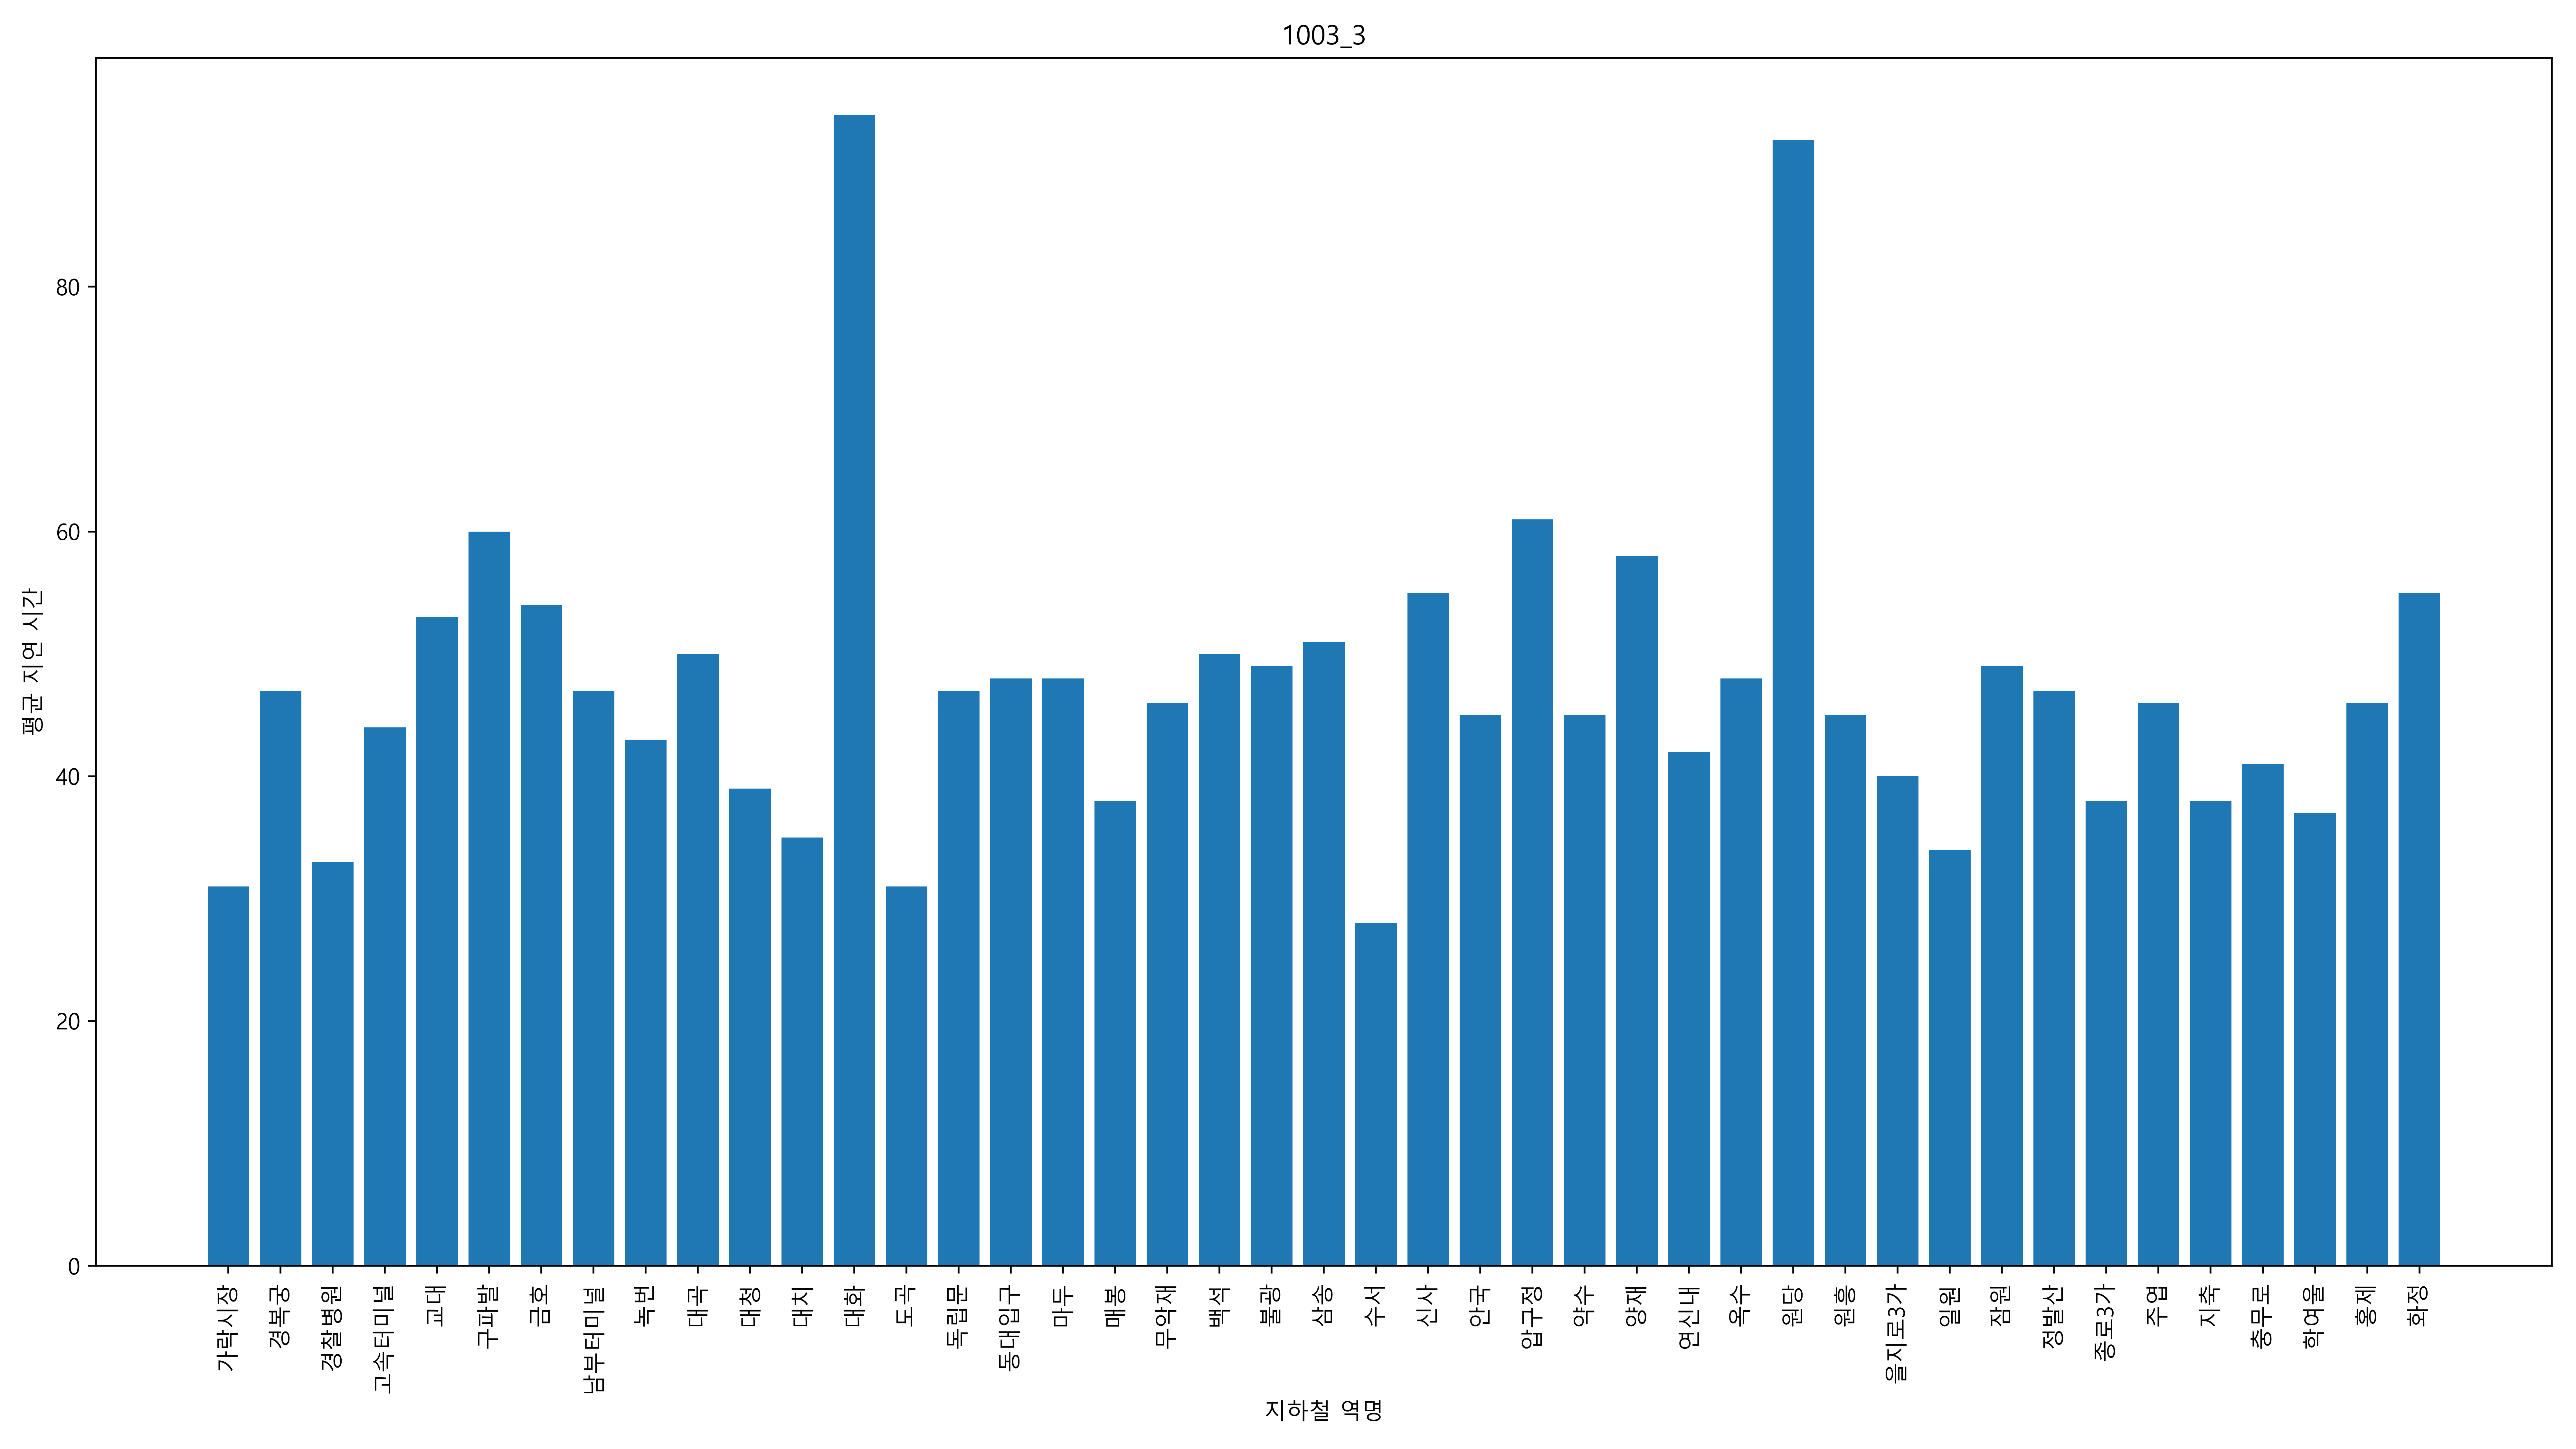 1003_3
평균 지연 시간
80
60
40
20
0
가락시장
경복궁
경찰병원
고속터미널
교대
구파발
금호
남부터미널
녹번
대곡
대청
대치
대화
도곡
독립문
동대입구
마두
매봉
무악재
백석
불광
삼송
수서
신사
안국
압구정
약수
양재
연신내
옥수
원당
원흥
을지로3가
일원
잠원
정발산
종로3가
주엽
지축
충무로
학여울
홍제
화정
지하철 역명